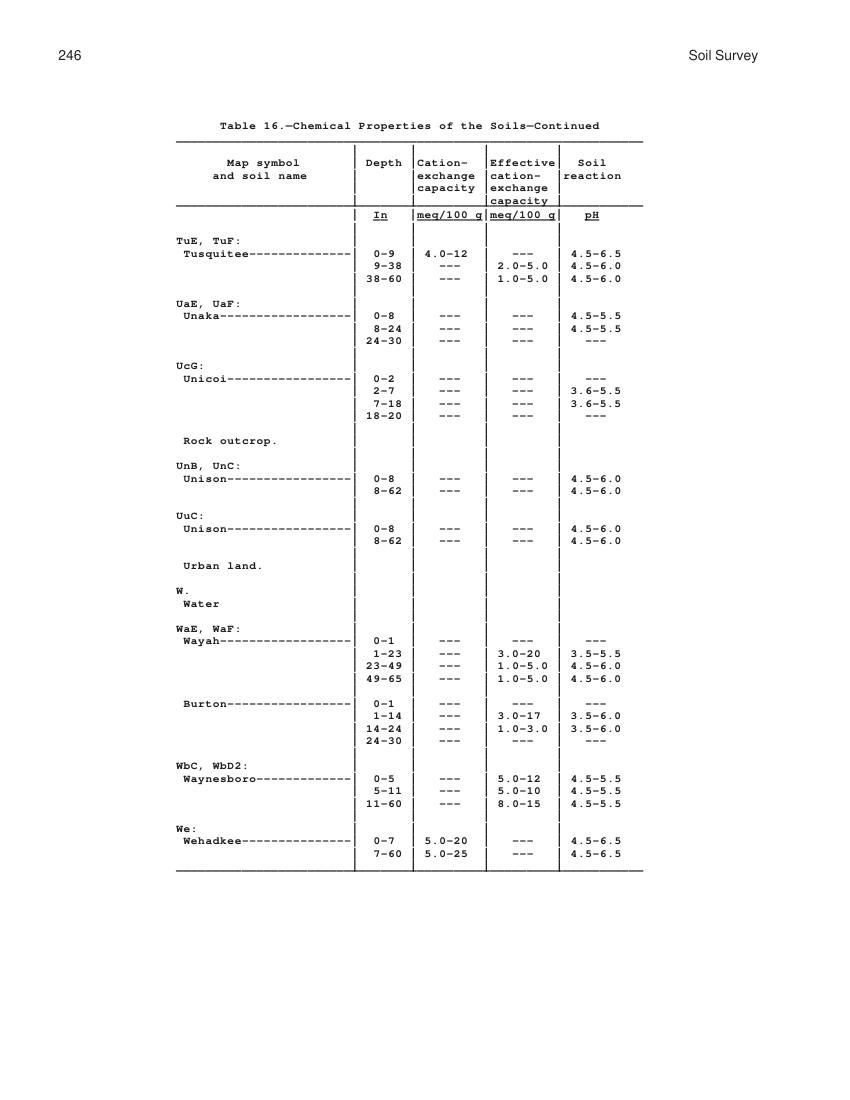 246 Soil Survey
Table 16.—Chemical Properties of the Soils—Continued
Map symbol | Depth | Cation- | Effective | Soil
and soil name | | exchange | cation- | reaction
| | capacity | exchange |
| | | capacity |
| In | meq/100 g | meq/100 g | pH
TuE, TuF:
Tusquitee---------------| 0-9 | 4.0-12 | --- | 4.5-6.5
| 9-38 | --- | 2.0-5.0 | 4.5-6.0
| 38-60 | --- | 1.0-5.0 | 4.5-6.0
UaE, UaF:
Unaka------------------| 0-8 | --- | --- | 4.5-5.5
| 8-24 | --- | --- | 4.5-5.5
| 24-30 | --- | --- | ---
UcG:
Unicoi-----------------| 0-2 | --- | --- | ---
| 2-7 | --- | --- | 3.6-5.5
| 7-18 | --- | --- | 3.6-5.5
| 18-20 | --- | --- | ---
Rock outcrop.
UnB, UnC:
Unison-----------------| 0-8 | --- | --- | 4.5-6.0
| 8-62 | --- | --- | 4.5-6.0
UuC:
Unison-----------------| 0-8 | --- | --- | 4.5-6.0
| 8-62 | --- | --- | 4.5-6.0
Urban land.
W.
Water
WaE, WaF:
Wayah------------------| 0-1 | --- | --- | ---
| 1-23 | --- | 3.0-20 | 3.5-5.5
| 23-49 | --- | 1.0-5.0 | 4.5-6.0
| 49-65 | --- | 1.0-5.0 | 4.5-6.0
Burton-----------------| 0-1 | --- | --- | ---
| 1-14 | --- | 3.0-17 | 3.5-6.0
| 14-24 | --- | 1.0-3.0 | 3.5-6.0
| 24-30 | --- | --- | ---
WbC, WbD2:
Waynesboro-------------| 0-5 | --- | 5.0-12 | 4.5-5.5
| 5-11 | --- | 5.0-10 | 4.5-5.5
| 11-60 | --- | 8.0-15 | 4.5-5.5
We:
Wehadkee---------------| 0-7 | 5.0-20 | --- | 4.5-6.5
| 7-60 | 5.0-25 | --- | 4.5-6.5